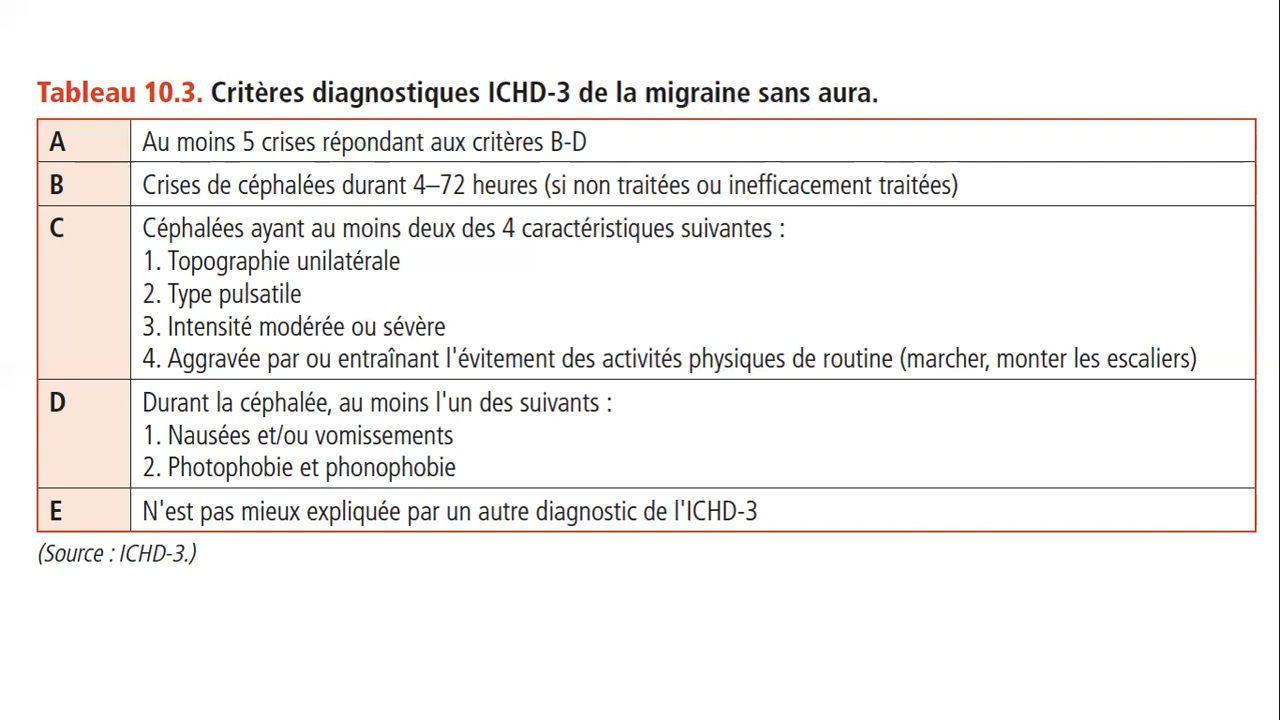 Tableau 10.3. Critères diagnostiques ICHD-3 de la migraine sans aura.
A Au moins 5 crises répondant aux critères B-D
B Crises de céphalées durant 4–72 heures (si non traitées ou inefficacement traitées)
C Céphalées ayant au moins deux des 4 caractéristiques suivantes :
1. Topographie unilatérale
2. Type pulsatile
3. Intensité modérée ou sévère
4. Aggravée par ou entraînant l'évitement des activités physiques de routine (marcher, monter les escaliers)
D Durant la céphalée, au moins l'un des suivants :
1. Nausées et/ou vomissements
2. Photophobie et phonophobie
E N'est pas mieux expliquée par un autre diagnostic de l'ICHD-3
(Source : ICHD-3.)